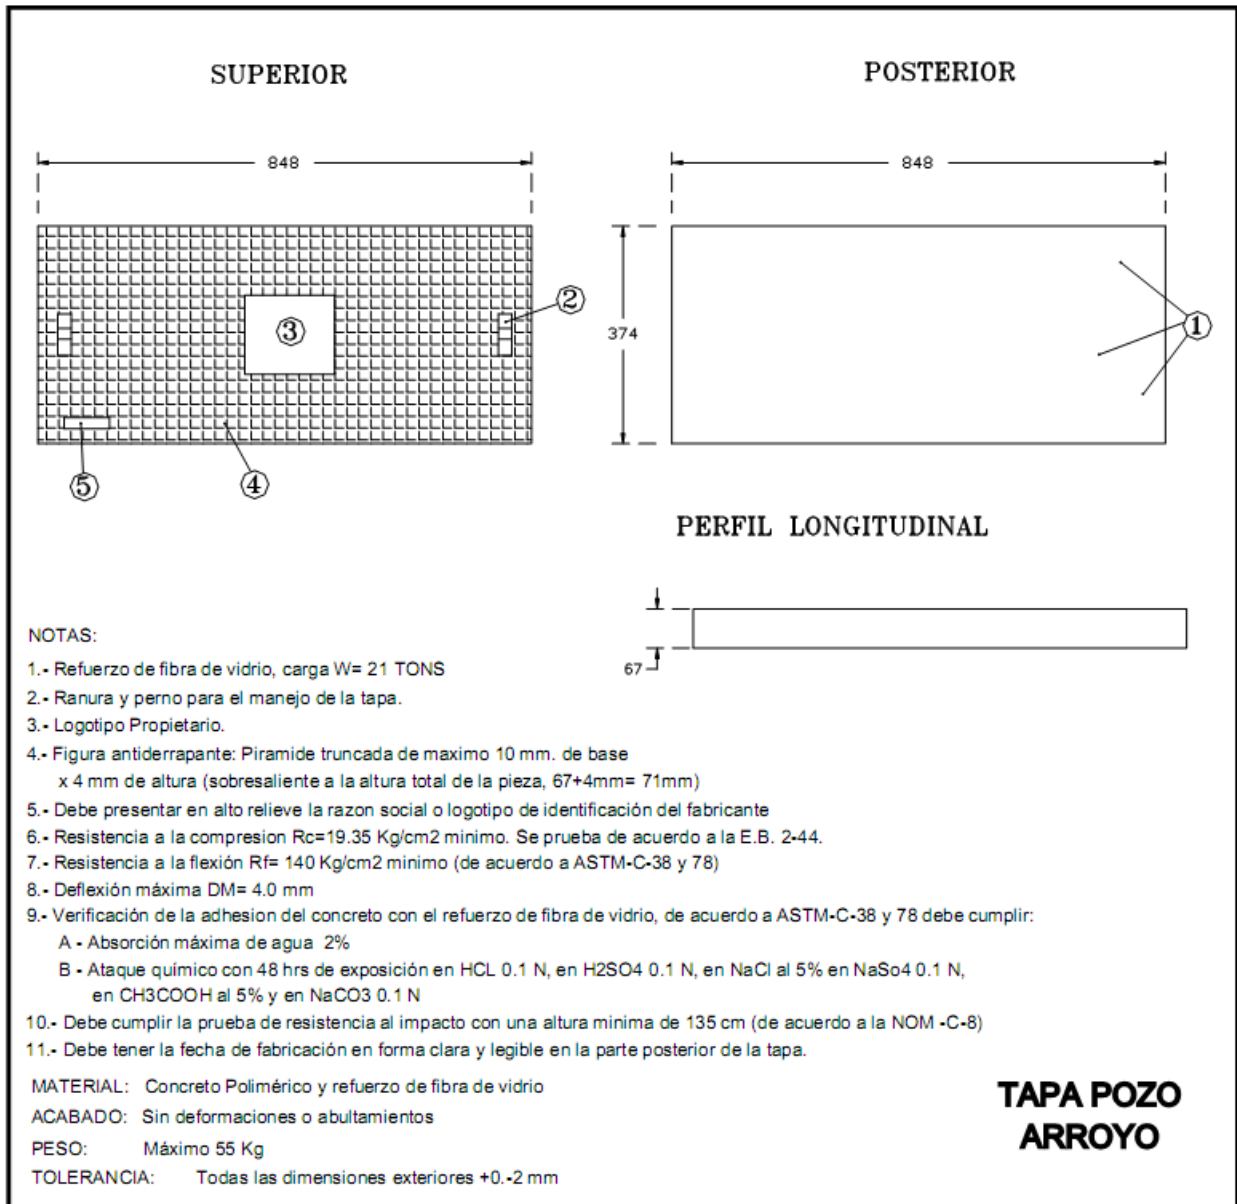 SUPERIOR
POSTERIOR
848
848
374
2
3
1
5
4
PERFIL LONGITUDINAL
67
NOTAS:
1.- Refuerzo de fibra de vidrio, carga W= 21 TONS
2.- Ranura y perno para el manejo de la tapa.
3.- Logotipo Propietario.
4.- Figura antiderrapante: Piramide truncada de maximo 10 mm. de base
x 4 mm de altura (sobresaliente a la altura total de la pieza, 67+4mm= 71mm)
5.- Debe presentar en alto relieve la razon social o logotipo de identificación del fabricante
6.- Resistencia a la compresion Rc=19.35 Kg/cm2 minimo. Se prueba de acuerdo a la E.B. 2-44.
7.- Resistencia a la flexión Rf= 140 Kg/cm2 minimo (de acuerdo a ASTM-C-38 y 78)
8.- Deflexión máxima DM= 4.0 mm
9.- Verificación de la adhesion del concreto con el refuerzo de fibra de vidrio, de acuerdo a ASTM-C-38 y 78 debe cumplir:
A - Absorción máxima de agua 2%
B - Ataque químico con 48 hrs de exposición en HCL 0.1 N, en H2SO4 0.1 N, en NaCl al 5% en NaSo4 0.1 N,
en CH3COOH al 5% y en NaCO3 0.1 N
10.- Debe cumplir la prueba de resistencia al impacto con una altura minima de 135 cm (de acuerdo a la NOM -C-8)
11.- Debe tener la fecha de fabricación en forma clara y legible en la parte posterior de la tapa.
MATERIAL: Concreto Polimérico y refuerzo de fibra de vidrio
ACABADO: Sin deformaciones o abultamientos
PESO: Máximo 55 Kg
TOLERANCIA: Todas las dimensiones exteriores +0.-2 mm
TAPA POZO
ARROYO